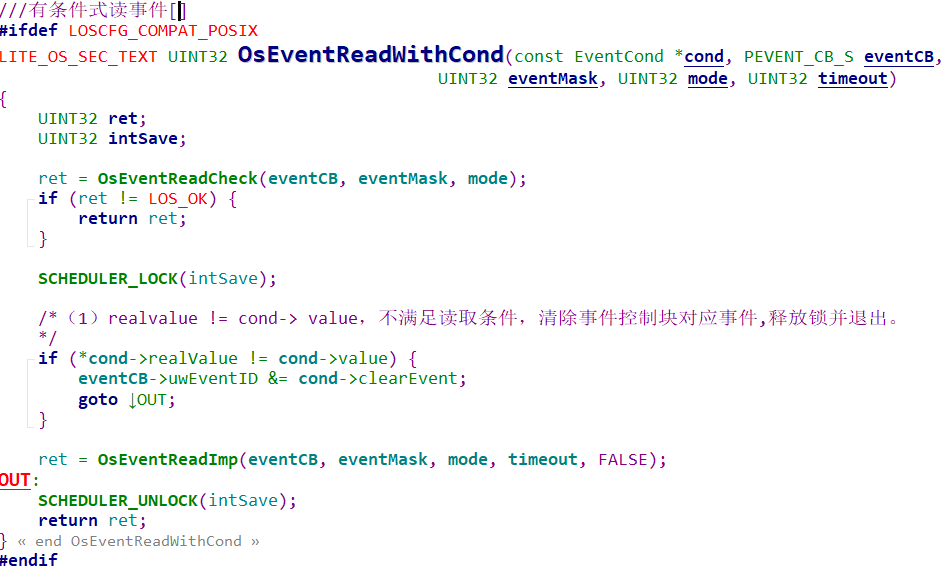 ///有条件式读事件[]
#ifdef LOSCFG_COMPAT_POSIX
LITE_OS_SEC_TEXT UINT32 OsEventReadWithCond(const EventCond *cond, PEVENT_CB_S eventCB,
UINT32 eventMask, UINT32 mode, UINT32 timeout)
{
UINT32 ret;
UINT32 intSave;
ret = OsEventReadCheck(eventCB, eventMask, mode);
if (ret != LOS_OK) {
return ret;
}
SCHEDULER_LOCK(intSave);
/*（1）realvalue != cond-> value，不满足读取条件，清除事件控制块对应事件,释放锁并退出。
*/
if (*cond->realValue != cond->value) {
eventCB->uwEventID &= cond->clearEvent;
goto ↓OUT;
}
ret = OsEventReadImp(eventCB, eventMask, mode, timeout, FALSE);
OUT:
SCHEDULER_UNLOCK(intSave);
return ret;
} « end OsEventReadWithCond »
#endif